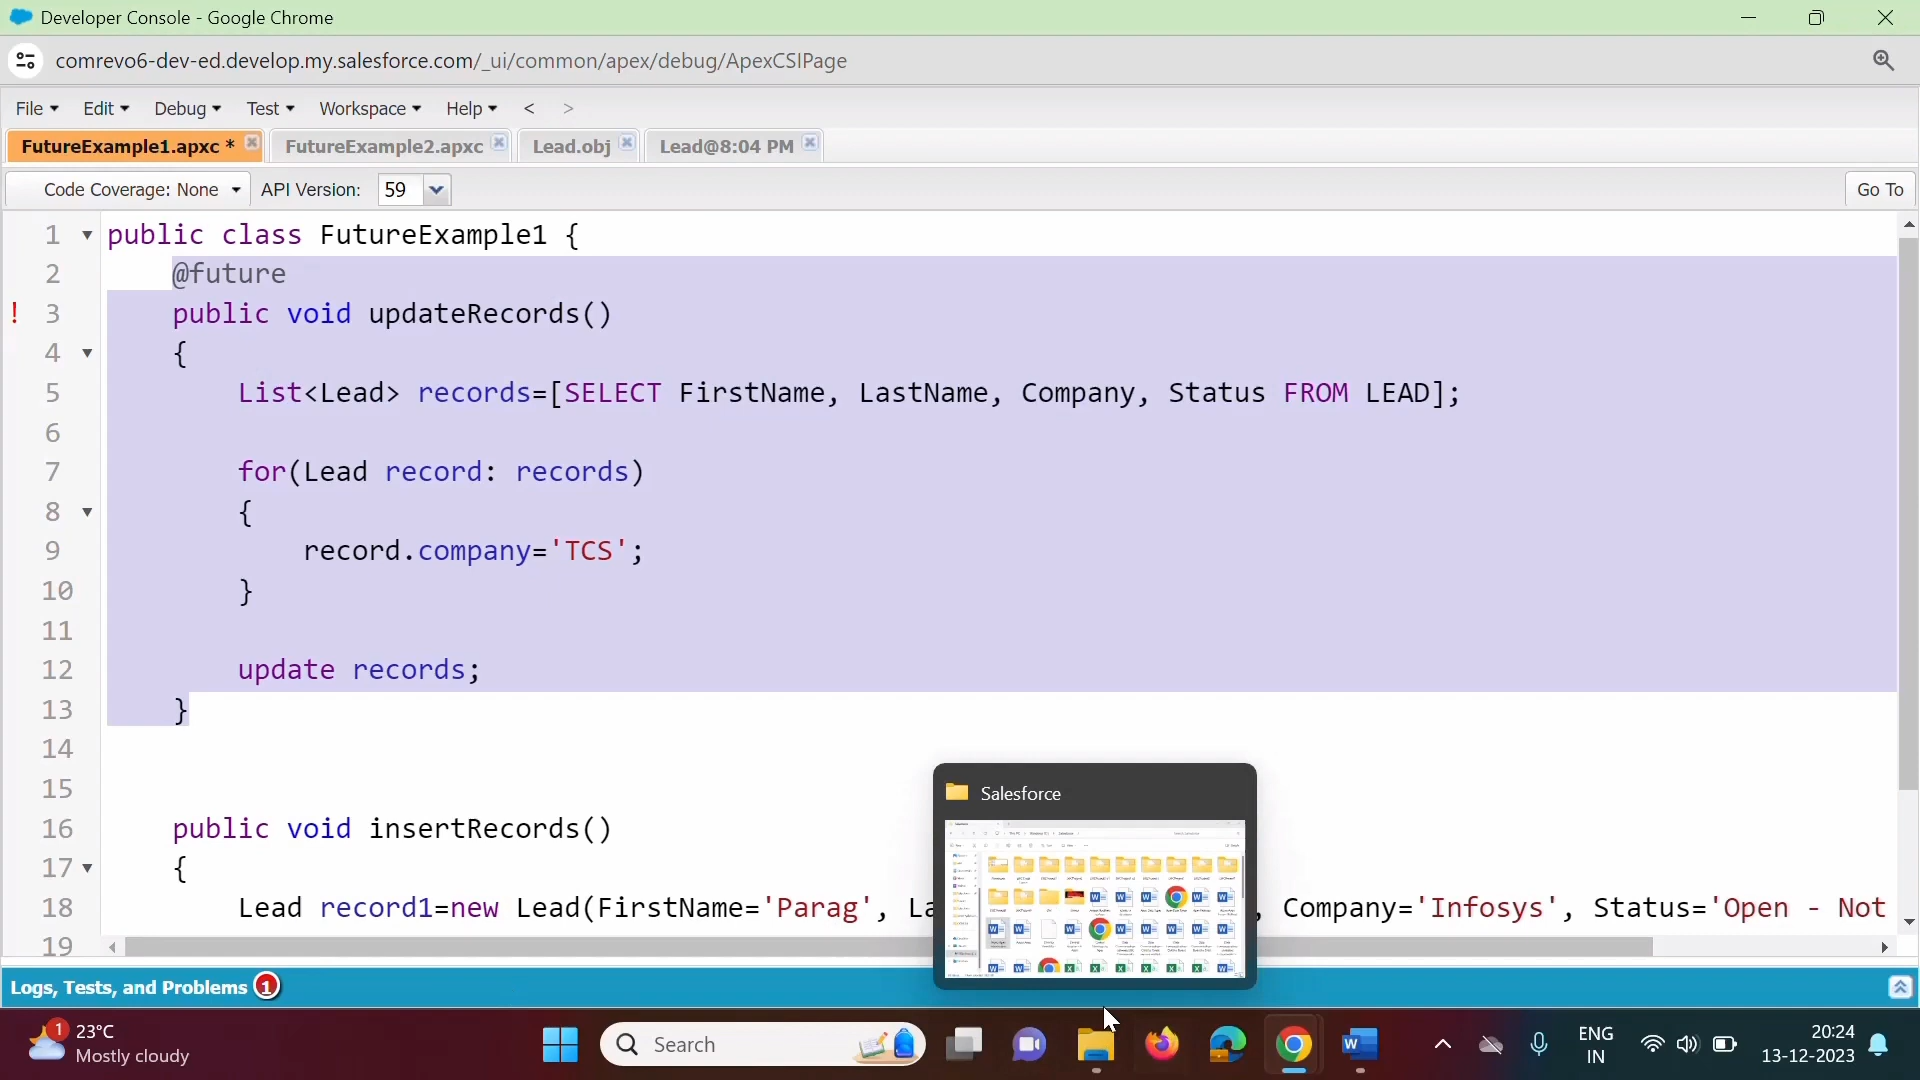 Developer Console - Google Chrome
comrevo6-dev-ed.develop.my.salesforce.com/_ui/common/apex/debug/ApexCSIPage
File Edit Debug Test Workspace Help < >
FutureExample1.apxc * FutureExample2.apxc Lead.obj Lead@8:04 PM
Code Coverage: None API Version: 59 Go To
1 public class FutureExample1 {
2 @future
! 3 public void updateRecords()
4 {
5 List<Lead> records=[SELECT FirstName, LastName, Company, Status FROM LEAD];
6
7 for(Lead record: records)
8 {
9 record.company='TCS';
10 }
11
12 update records;
13 }
14
15
16 public void insertRecords()
17 {
18 Lead record1=new Lead(FirstName='Parag', La , Company='Infosys', Status='Open - Not
19
Salesforce
Logs, Tests, and Problems 1
1 23°C
Mostly cloudy
Search
ENG
IN
20:24
13-12-2023